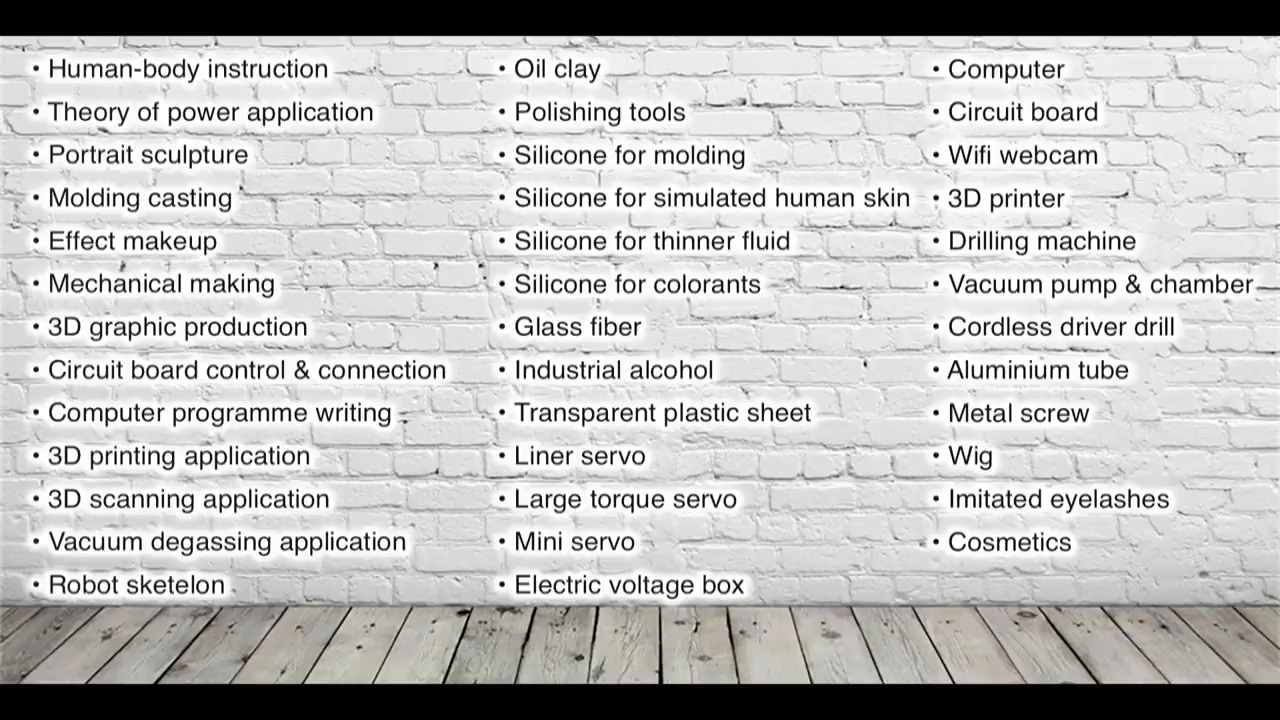 • Human-body instruction
• Theory of power application
• Portrait sculpture
• Molding casting
• Effect makeup
• Mechanical making
• 3D graphic production
• Circuit board control & connection
• Computer programme writing
• 3D printing application
• 3D scanning application
• Vacuum degassing application
• Robot sketelon
• Oil clay
• Polishing tools
• Silicone for molding
• Silicone for simulated human skin
• Silicone for thinner fluid
• Silicone for colorants
• Glass fiber
• Industrial alcohol
• Transparent plastic sheet
• Liner servo
• Large torque servo
• Mini servo
• Electric voltage box
• Computer
• Circuit board
• Wifi webcam
• 3D printer
• Drilling machine
• Vacuum pump & chamber
• Cordless driver drill
• Aluminium tube
• Metal screw
• Wig
• Imitated eyelashes
• Cosmetics